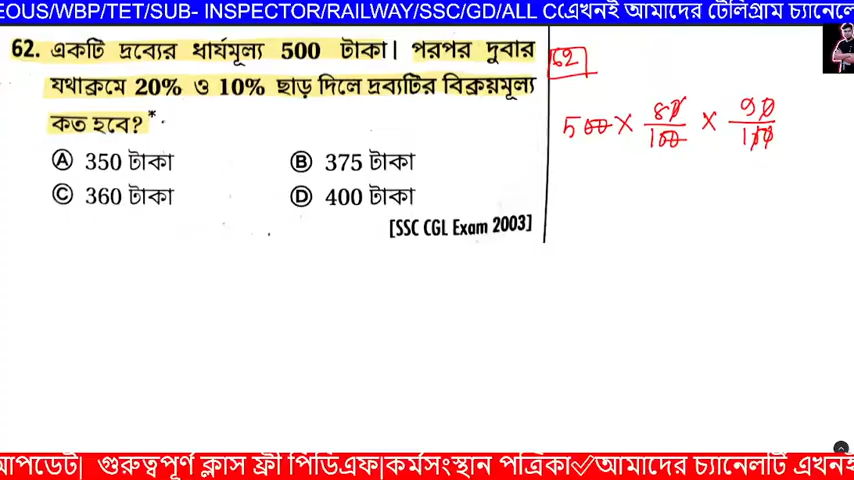 EOUS/WBP/TET/SUB- INSPECTOR/RAILWAY/SSC/GD/ALL CCএখনই আমাদের টেলিগ্রাম চ্যানেলে
62. একটি দ্রব্যের ধার্যমূল্য 500 টাকা। পরপর দুবার
যথাক্রমে 20% ও 10% ছাড় দিলে দ্রব্যটির বিক্রয়মূল্য
কত হবে?*
Ⓐ 350 টাকা Ⓑ 375 টাকা
Ⓒ 360 টাকা Ⓓ 400 টাকা
[SSC CGL Exam 2003]
62
500 × 80/100 × 90/100
আপডেট| গুরুত্বপূর্ণ ক্লাস ফ্রী পিডিএফ|কর্মসংস্থান পত্রিকা✓আমাদের চ্যানেলটি এখনই